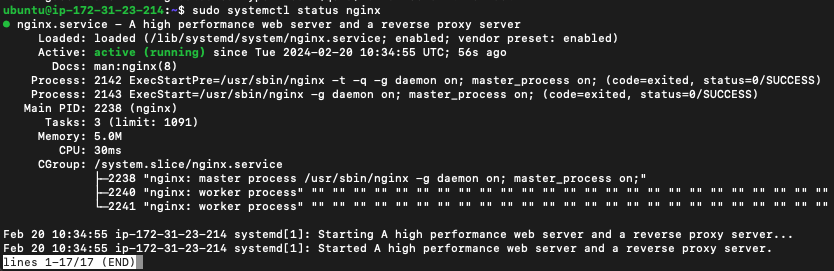 ubuntu@ip-172-31-23-214:~$ sudo systemctl status nginx
● nginx.service – A high performance web server and a reverse proxy server
Loaded: loaded (/lib/systemd/system/nginx.service; enabled; vendor preset: enabled)
Active: active (running) since Tue 2024-02-20 10:34:55 UTC; 56s ago
Docs: man:nginx(8)
Process: 2142 ExecStartPre=/usr/sbin/nginx -t -q -g daemon on; master_process on; (code=exited, status=0/SUCCESS)
Process: 2143 ExecStart=/usr/sbin/nginx -g daemon on; master_process on; (code=exited, status=0/SUCCESS)
Main PID: 2238 (nginx)
Tasks: 3 (limit: 1091)
Memory: 5.0M
CPU: 30ms
CGroup: /system.slice/nginx.service
├─2238 "nginx: master process /usr/sbin/nginx -g daemon on; master_process on;"
├─2240 "nginx: worker process" "" "" "" "" "" "" "" "" "" "" "" "" "" "" "" "" "" "" "" "" "" "" "" "" "" ""
└─2241 "nginx: worker process" "" "" "" "" "" "" "" "" "" "" "" "" "" "" "" "" "" "" "" "" "" "" "" "" "" ""
Feb 20 10:34:55 ip-172-31-23-214 systemd[1]: Starting A high performance web server and a reverse proxy server...
Feb 20 10:34:55 ip-172-31-23-214 systemd[1]: Started A high performance web server and a reverse proxy server.
lines 1-17/17 (END)